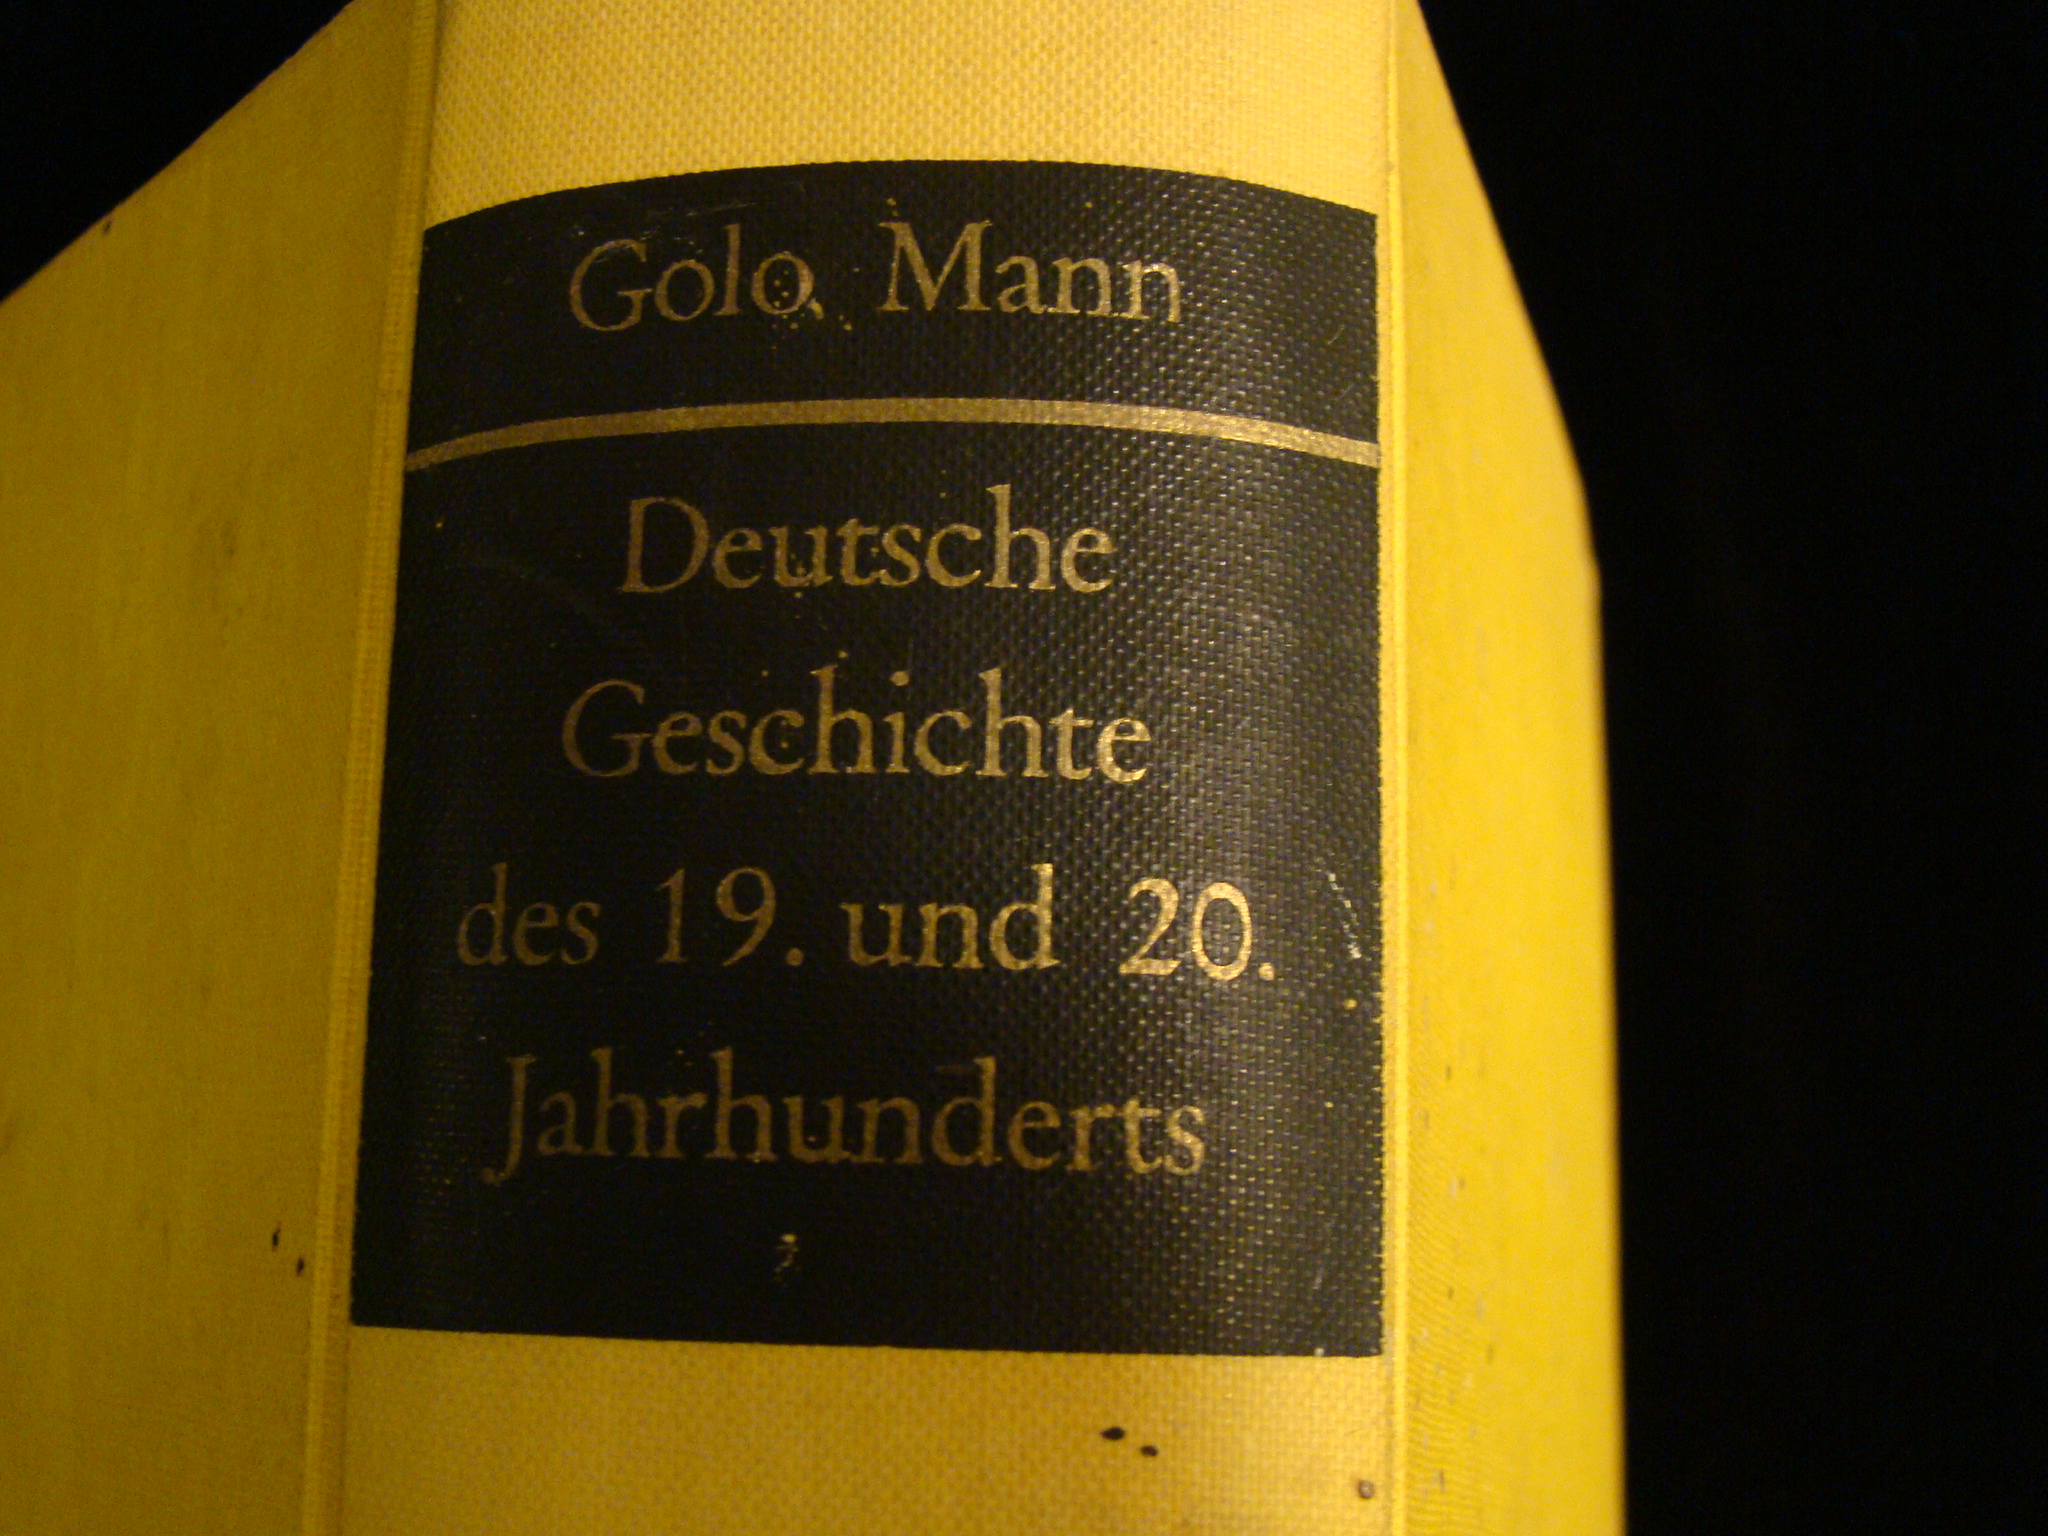 Golo Mann
Deutsche
Geschichte
des 19. und 20.
Jahrhunderts